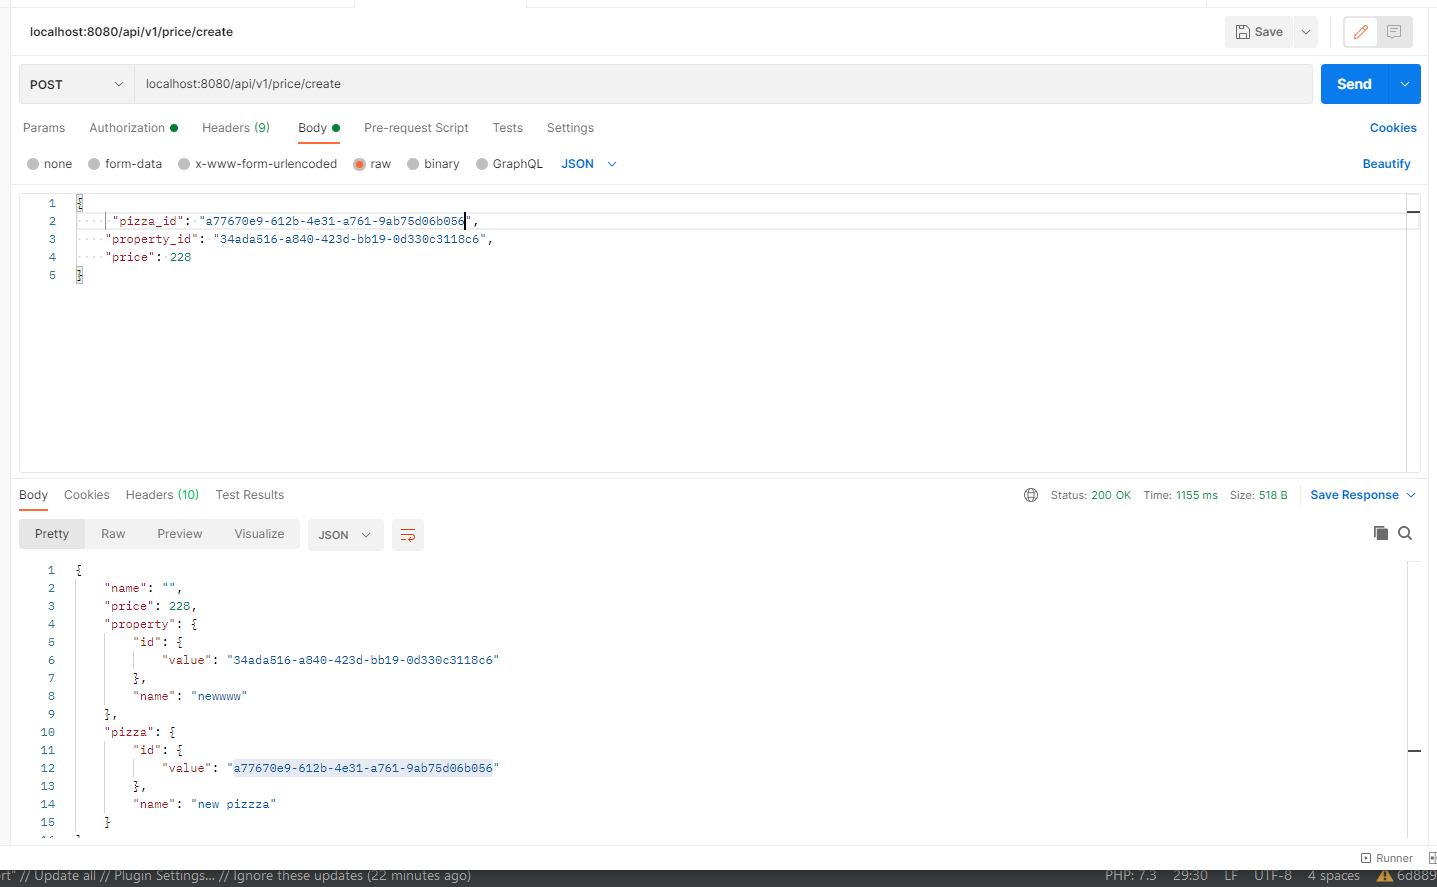 localhost:8080/api/v1/price/create
Save
POST
localhost:8080/api/v1/price/create
Send
Params Authorization Headers (9) Body Pre-request Script Tests Settings Cookies
none form-data x-www-form-urlencoded raw binary GraphQL JSON Beautify
1 {
2 "pizza_id": "a77670e9-612b-4e31-a761-9ab75d06b056",
3 "property_id": "34ada516-a840-423d-bb19-0d330c3118c6",
4 "price": 228
5 }
Body Cookies Headers (10) Test Results Status: 200 OK Time: 1155 ms Size: 518 B Save Response
Pretty Raw Preview Visualize JSON
1 {
2 "name": "",
3 "price": 228,
4 "property": {
5 "id": {
6 "value": "34ada516-a840-423d-bb19-0d330c3118c6"
7 },
8 "name": "newwww"
9 },
10 "pizza": {
11 "id": {
12 "value": "a77670e9-612b-4e31-a761-9ab75d06b056"
13 },
14 "name": "new pizzza"
15 }
Runner
rt" // Update all // Plugin Settings... // Ignore these updates (22 minutes ago) PHP: 7.3 29:30 LF UTF-8 4 spaces 6d889